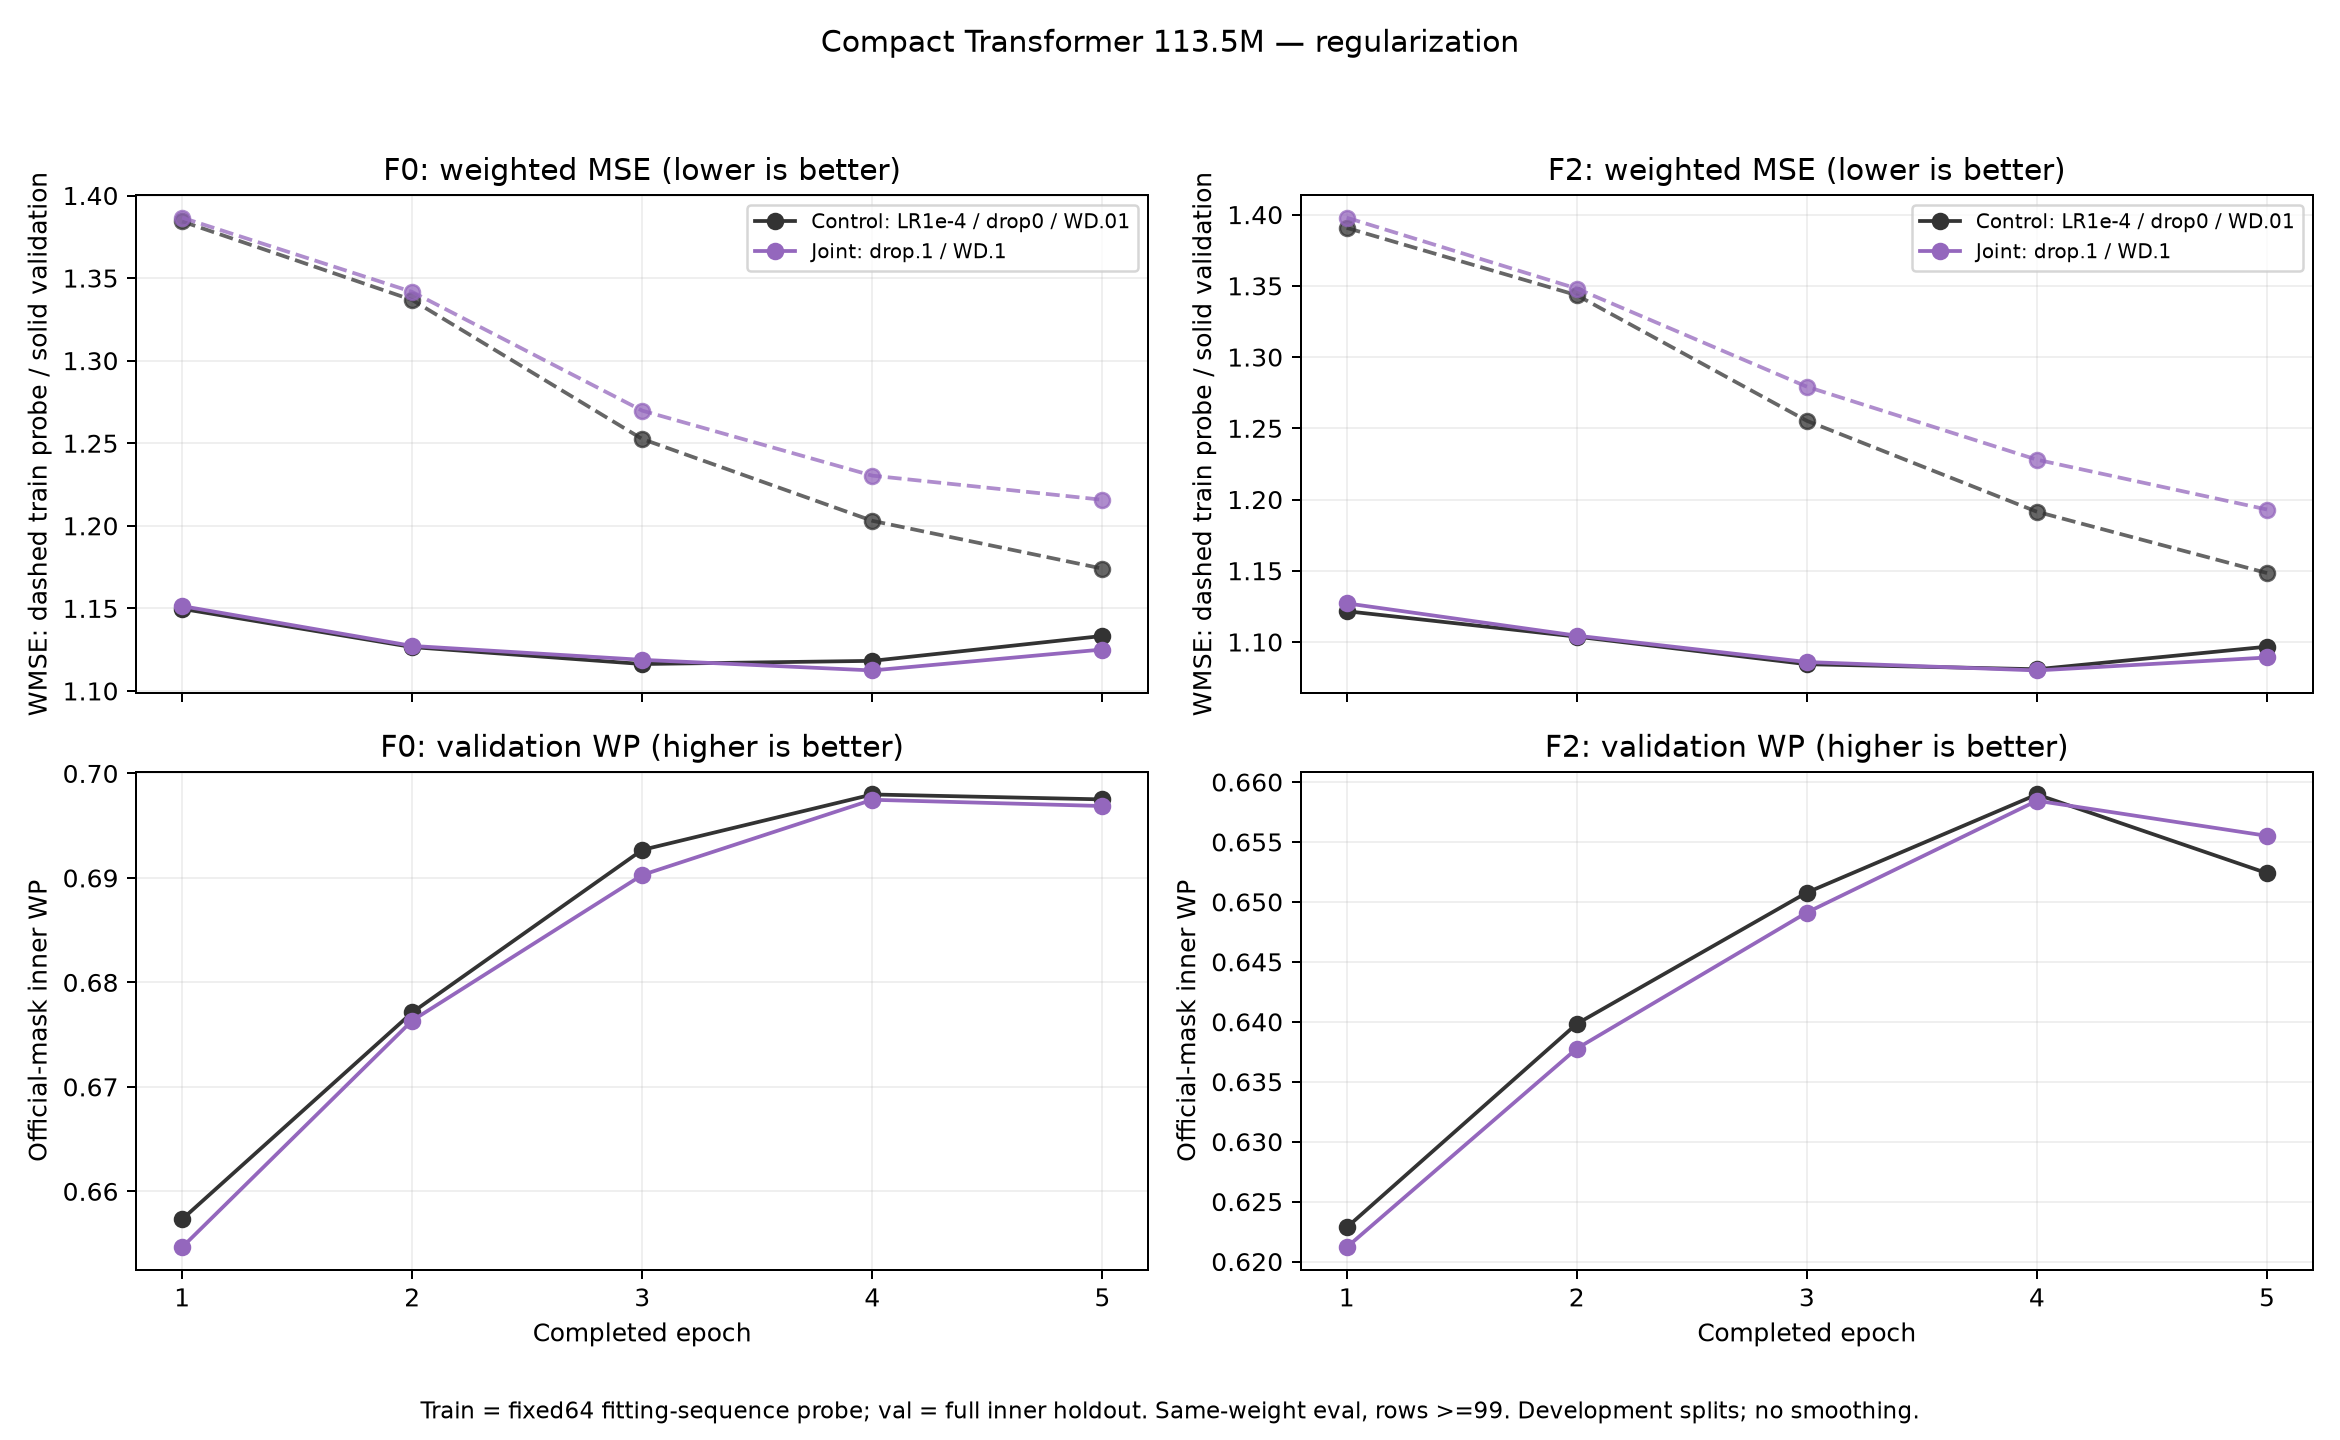 Compact Transformer 113.5M — regularization
F0: weighted MSE (lower is better)
WMSE: dashed train probe / solid validation
1.40
1.35
1.30
1.25
1.20
1.15
1.10
Control: LR1e-4 / drop0 / WD.01
Joint: drop.1 / WD.1
F2: weighted MSE (lower is better)
WMSE: dashed train probe / solid validation
1.40
1.35
1.30
1.25
1.20
1.15
1.10
Control: LR1e-4 / drop0 / WD.01
Joint: drop.1 / WD.1
F0: validation WP (higher is better)
Official-mask inner WP
0.70
0.69
0.68
0.67
0.66
1 2 3 4 5
Completed epoch
F2: validation WP (higher is better)
Official-mask inner WP
0.660
0.655
0.650
0.645
0.640
0.635
0.630
0.625
0.620
1 2 3 4 5
Completed epoch
Train = fixed64 fitting-sequence probe; val = full inner holdout. Same-weight eval, rows >=99. Development splits; no smoothing.